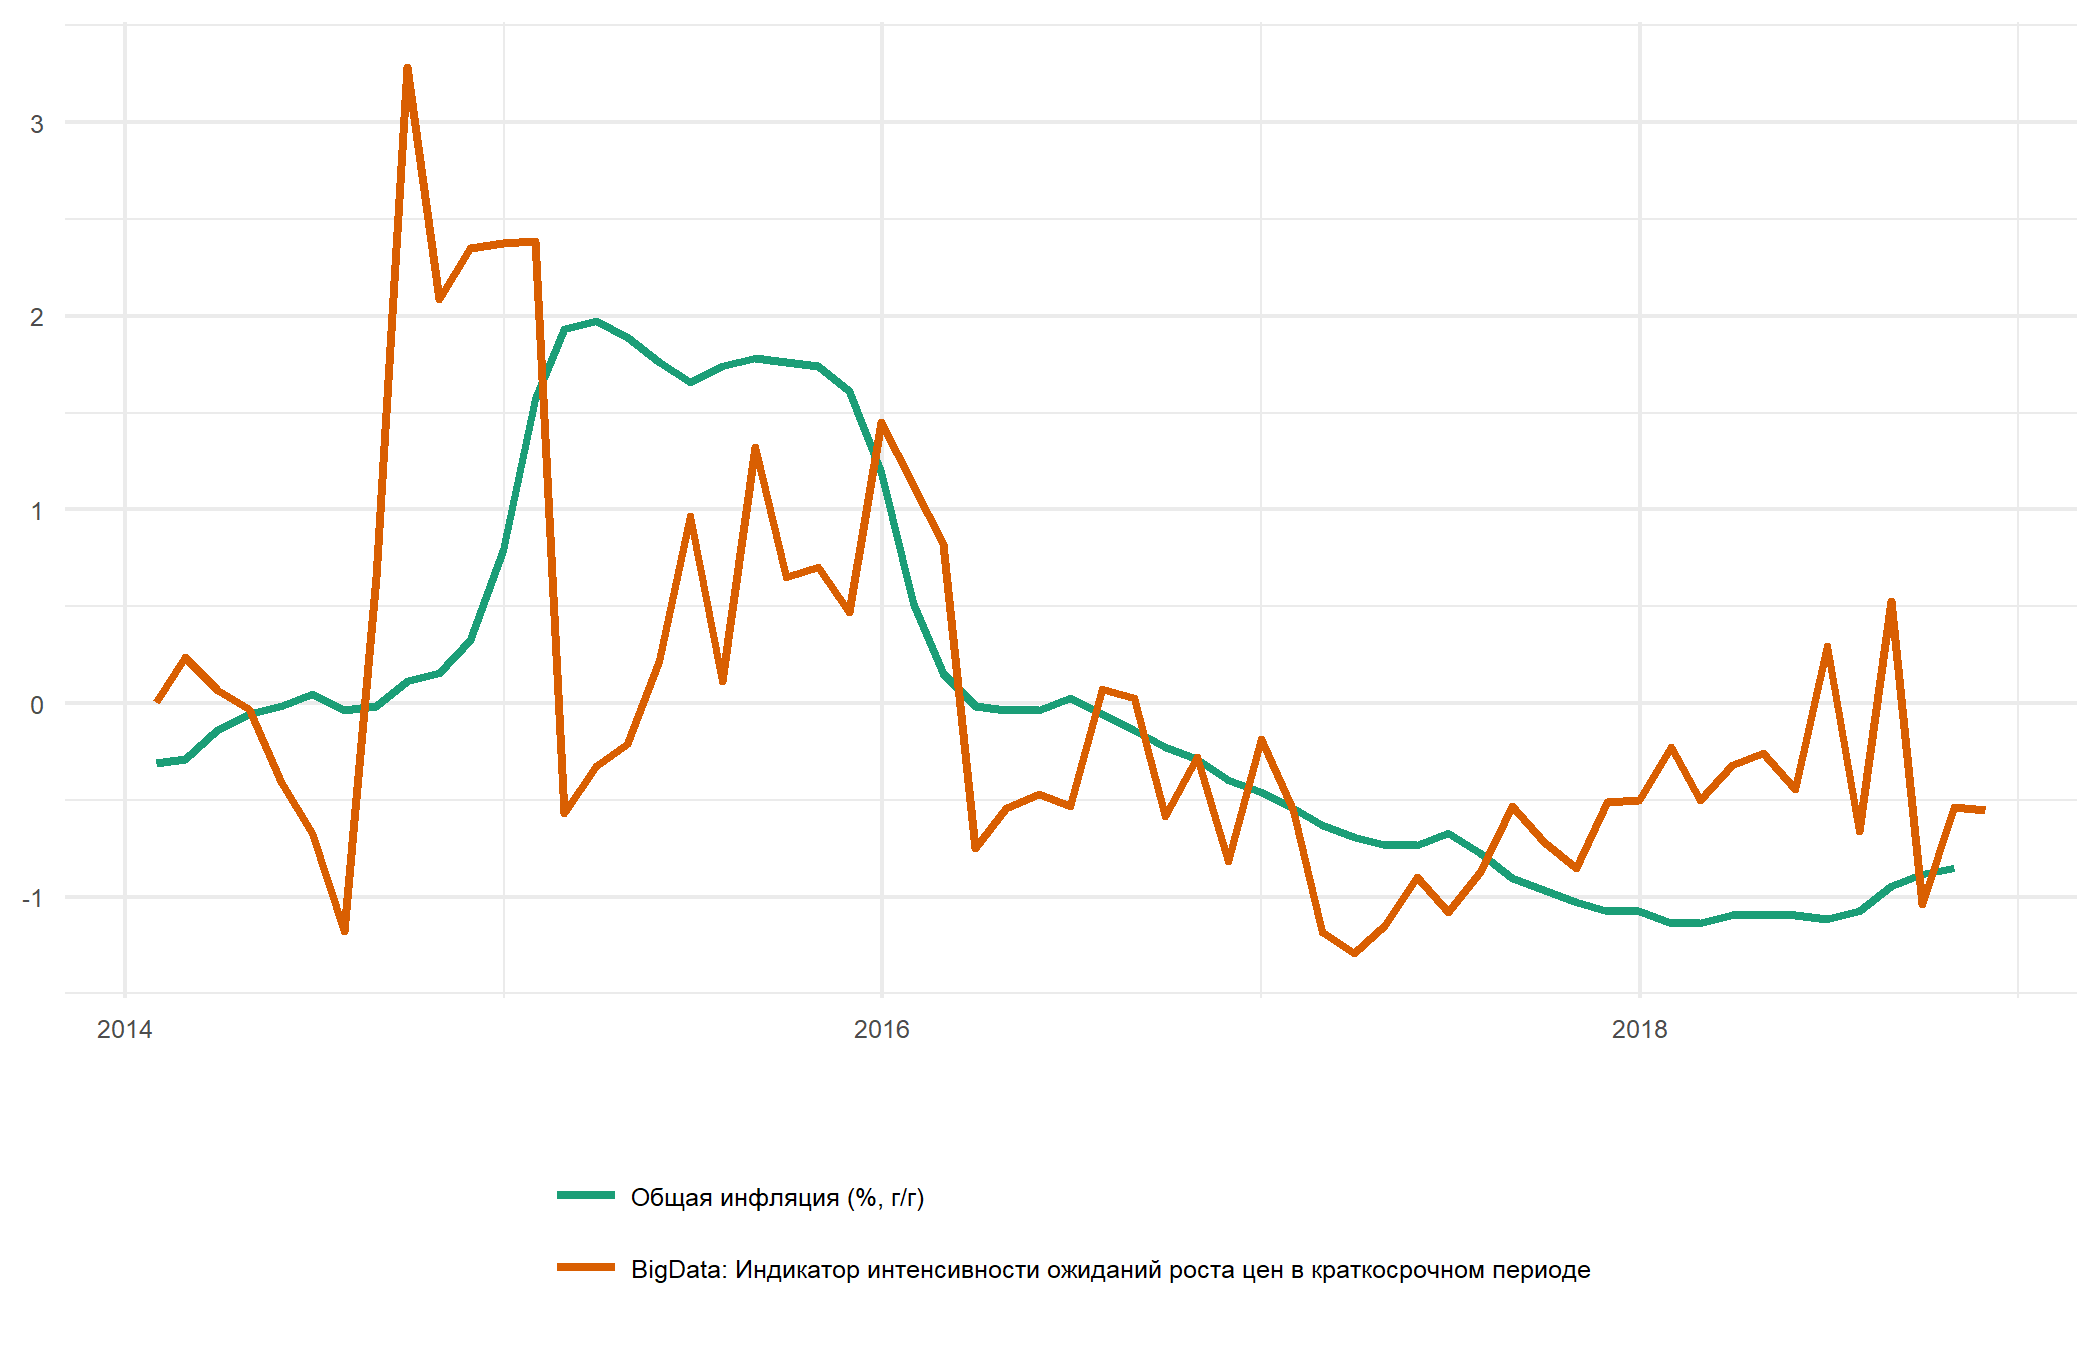 3
2
1
0
-1
2014 2016 2018
Общая инфляция (%, г/г)
BigData: Индикатор интенсивности ожиданий роста цен в краткосрочном периоде